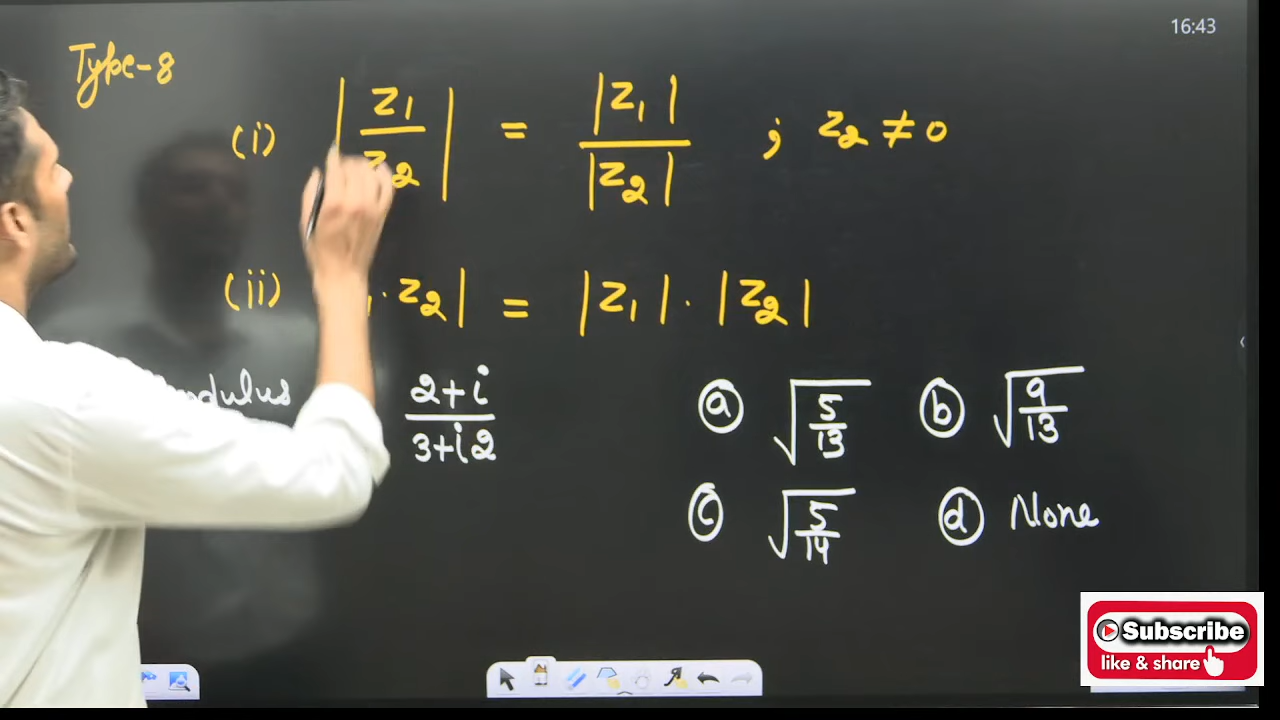 16:43
Type-8
(i) | z1/z2 | = |z1|/|z2| ; z2 ≠ 0
(ii) · z2| = |z1| · |z2|
2+i/3+i2
(a) √5/13 (b) √9/13
(c) √5/14 (d) None
Subscribe
like & share